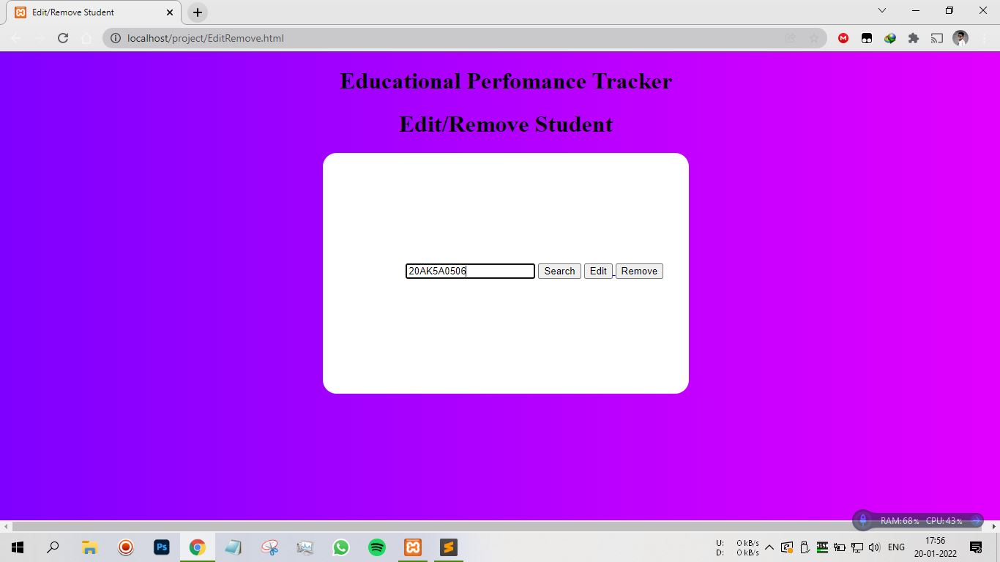 Edit/Remove Student
localhost/project/EditRemove.html
Educational Perfomance Tracker
Edit/Remove Student
20AK5A0506 Search Edit Remove
RAM: 68% CPU: 43%
Ps
U: 0 kB/s
D: 0 kB/s
ENG
17:56
20-01-2022